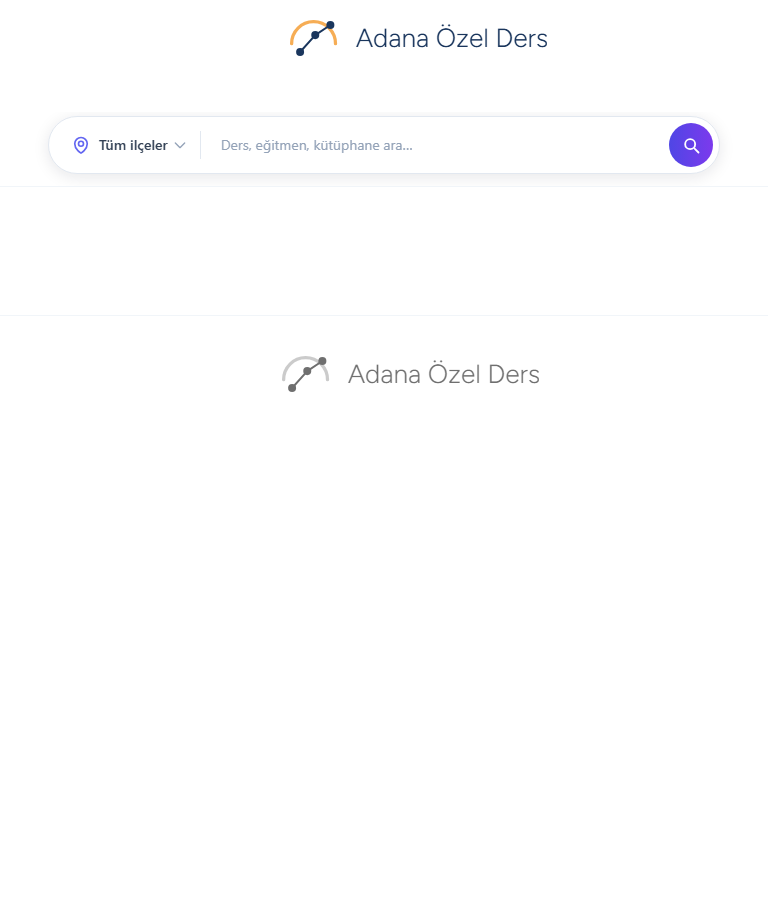 Adana Özel Ders
Tüm ilçeler
Ders, eğitmen, kütüphane ara...
Adana Özel Ders